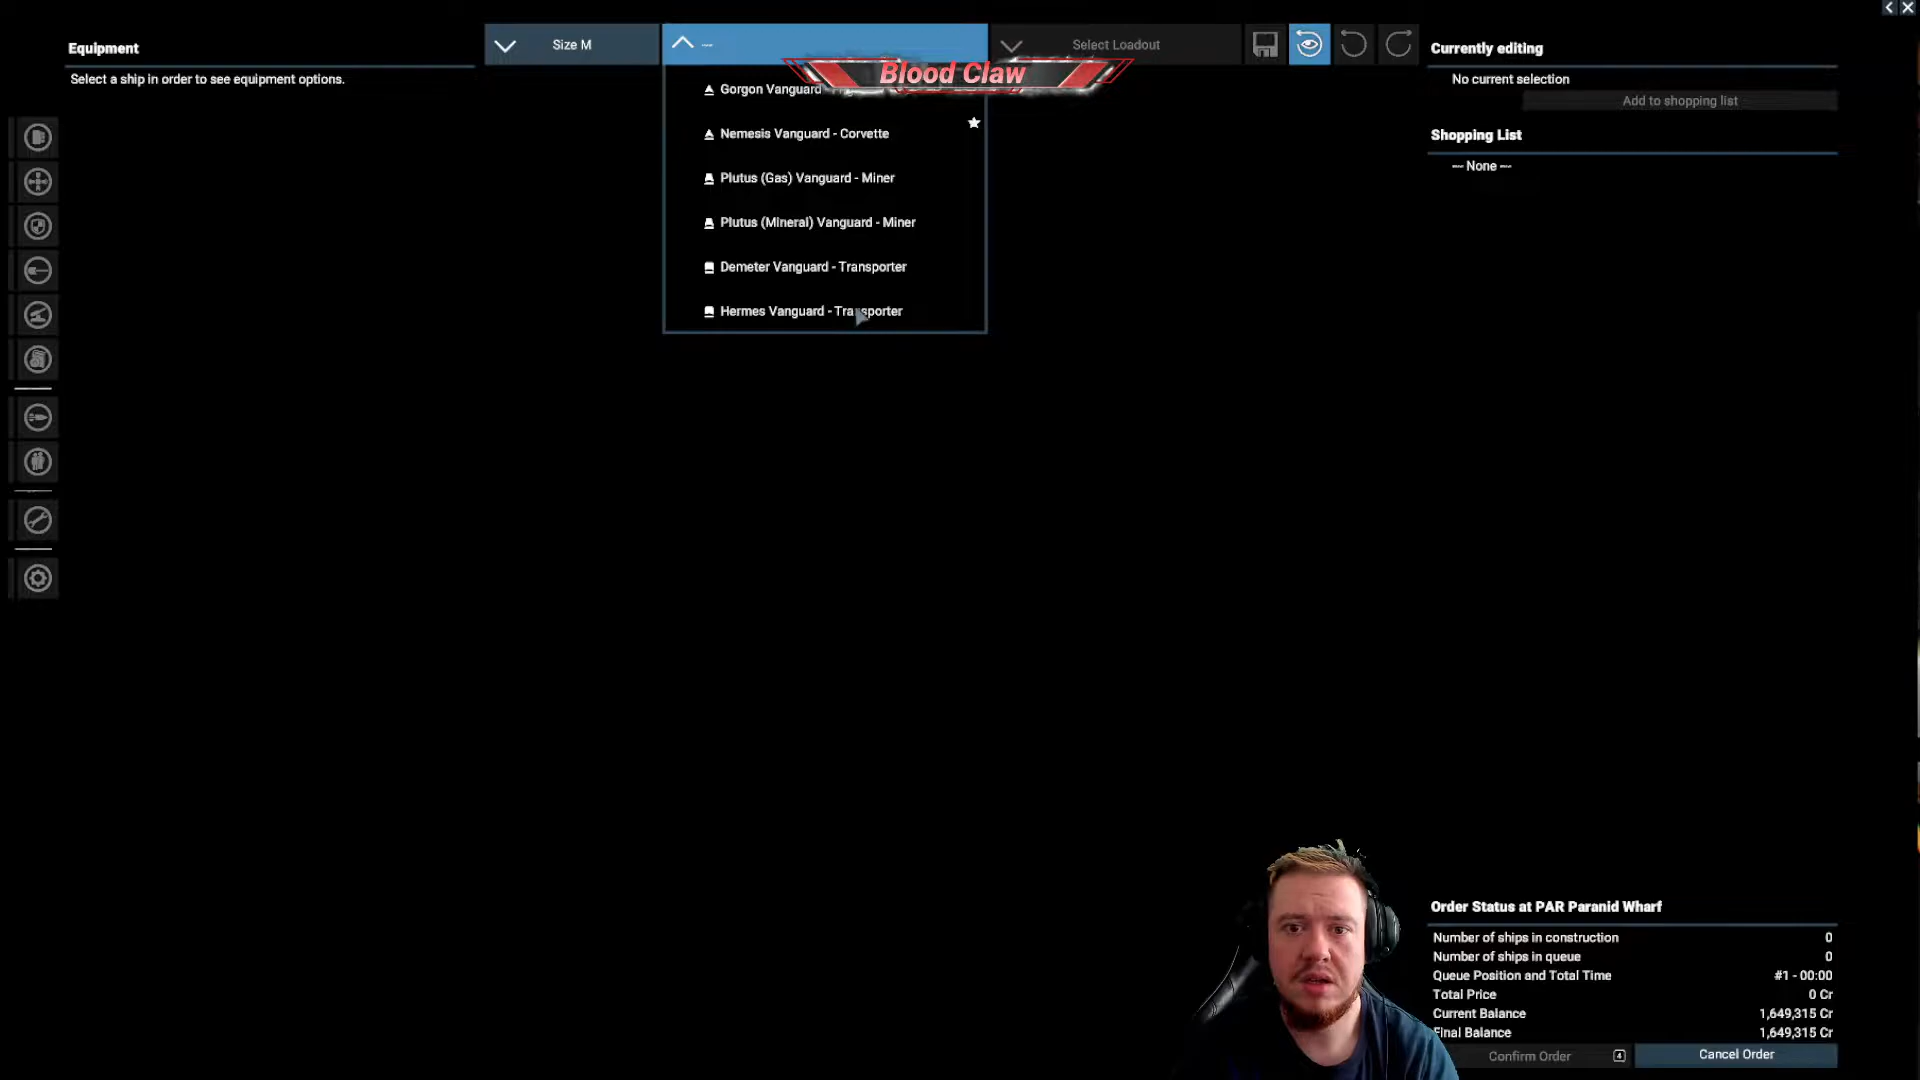 Equipment
Select a ship in order to see equipment options.
Size M
---
Select Loadout
Blood Claw
Gorgon Vanguard
Nemesis Vanguard - Corvette
Plutus (Gas) Vanguard - Miner
Plutus (Mineral) Vanguard - Miner
Demeter Vanguard - Transporter
Hermes Vanguard - Transporter
Currently editing
No current selection
Add to shopping list
Shopping List
--- None ---
Order Status at PAR Paranid Wharf
Number of ships in construction 0
Number of ships in queue 0
Queue Position and Total Time #1 - 00:00
Total Price 0 Cr
Current Balance 1,649,315 Cr
Final Balance 1,649,315 Cr
Confirm Order 4
Cancel Order